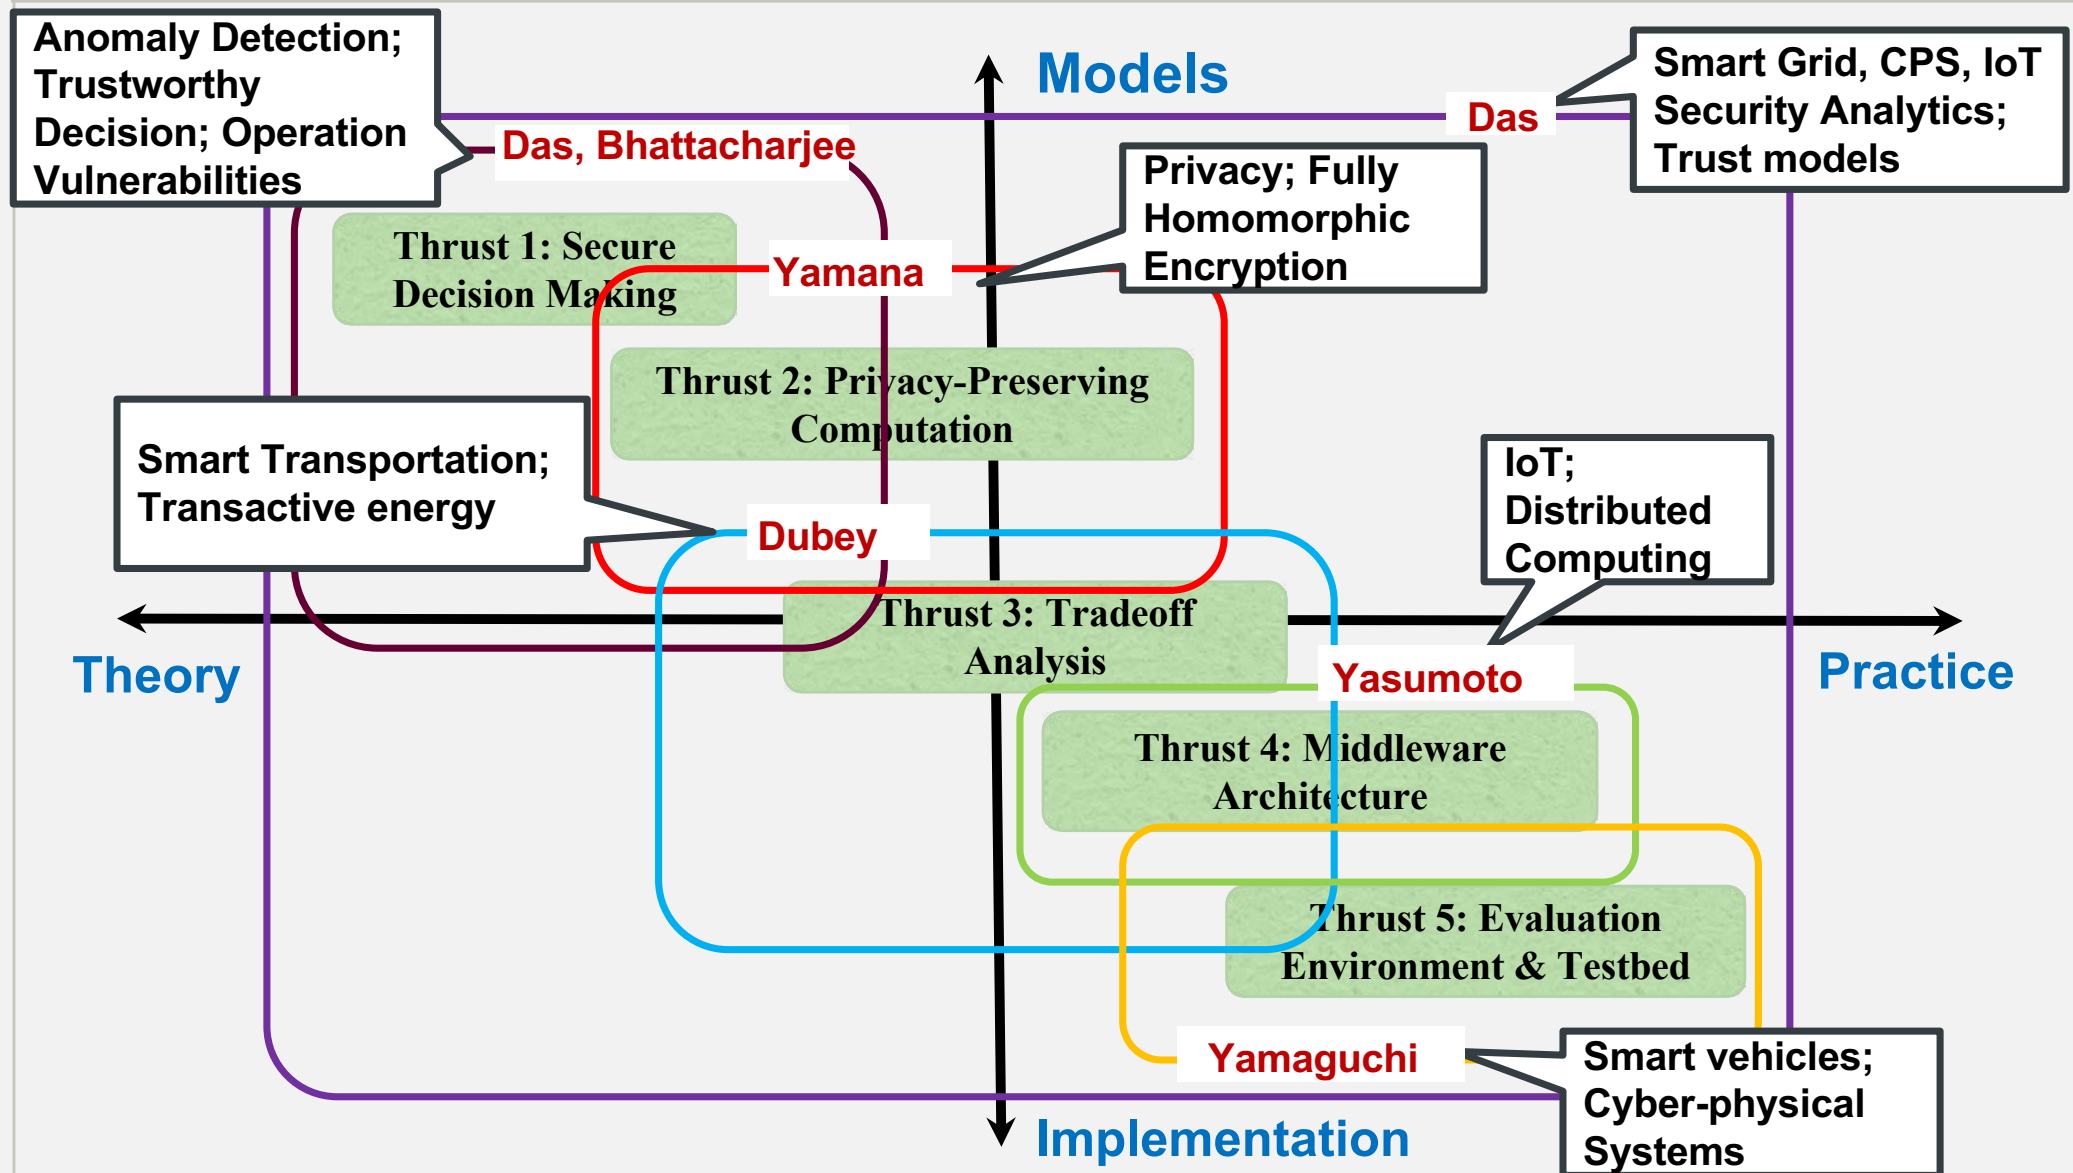 Anomaly Detection;
Trustworthy
Decision; Operation
Vulnerabilities
Models
Das
Smart Grid, CPS, IoT
Security Analytics;
Trust models
Das, Bhattacharjee
Privacy; Fully
Homomorphic
Encryption
Thrust 1: Secure
Decision Making
Yamana
Thrust 2: Privacy-Preserving
Computation
Smart Transportation;
Transactive energy
Dubey
IoT;
Distributed
Computing
Thrust 3: Tradeoff
Analysis
Theory
Yasumoto
Practice
Thrust 4: Middleware
Architecture
Thrust 5: Evaluation
Environment & Testbed
Yamaguchi
Smart vehicles;
Cyber-physical
Systems
Implementation